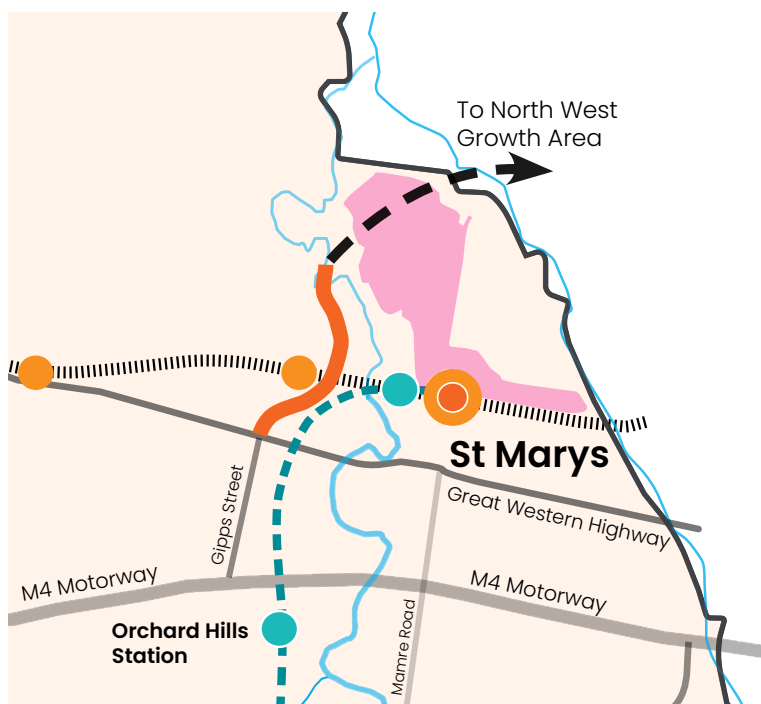 To North West
Growth Area
St Marys
Great Western Highway
Gipps Street
M4 Motorway
M4 Motorway
Orchard Hills
Station
Mamre Road